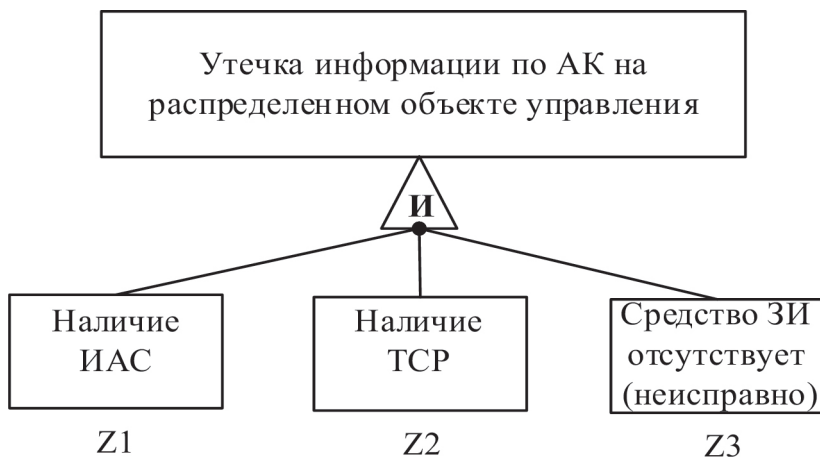 Утечка информации по АК на
распределенном объекте управления
И
Наличие
ИАС
Наличие
ТСР
Средство ЗИ
отсутствует
(неисправно)
Z1
Z2
Z3